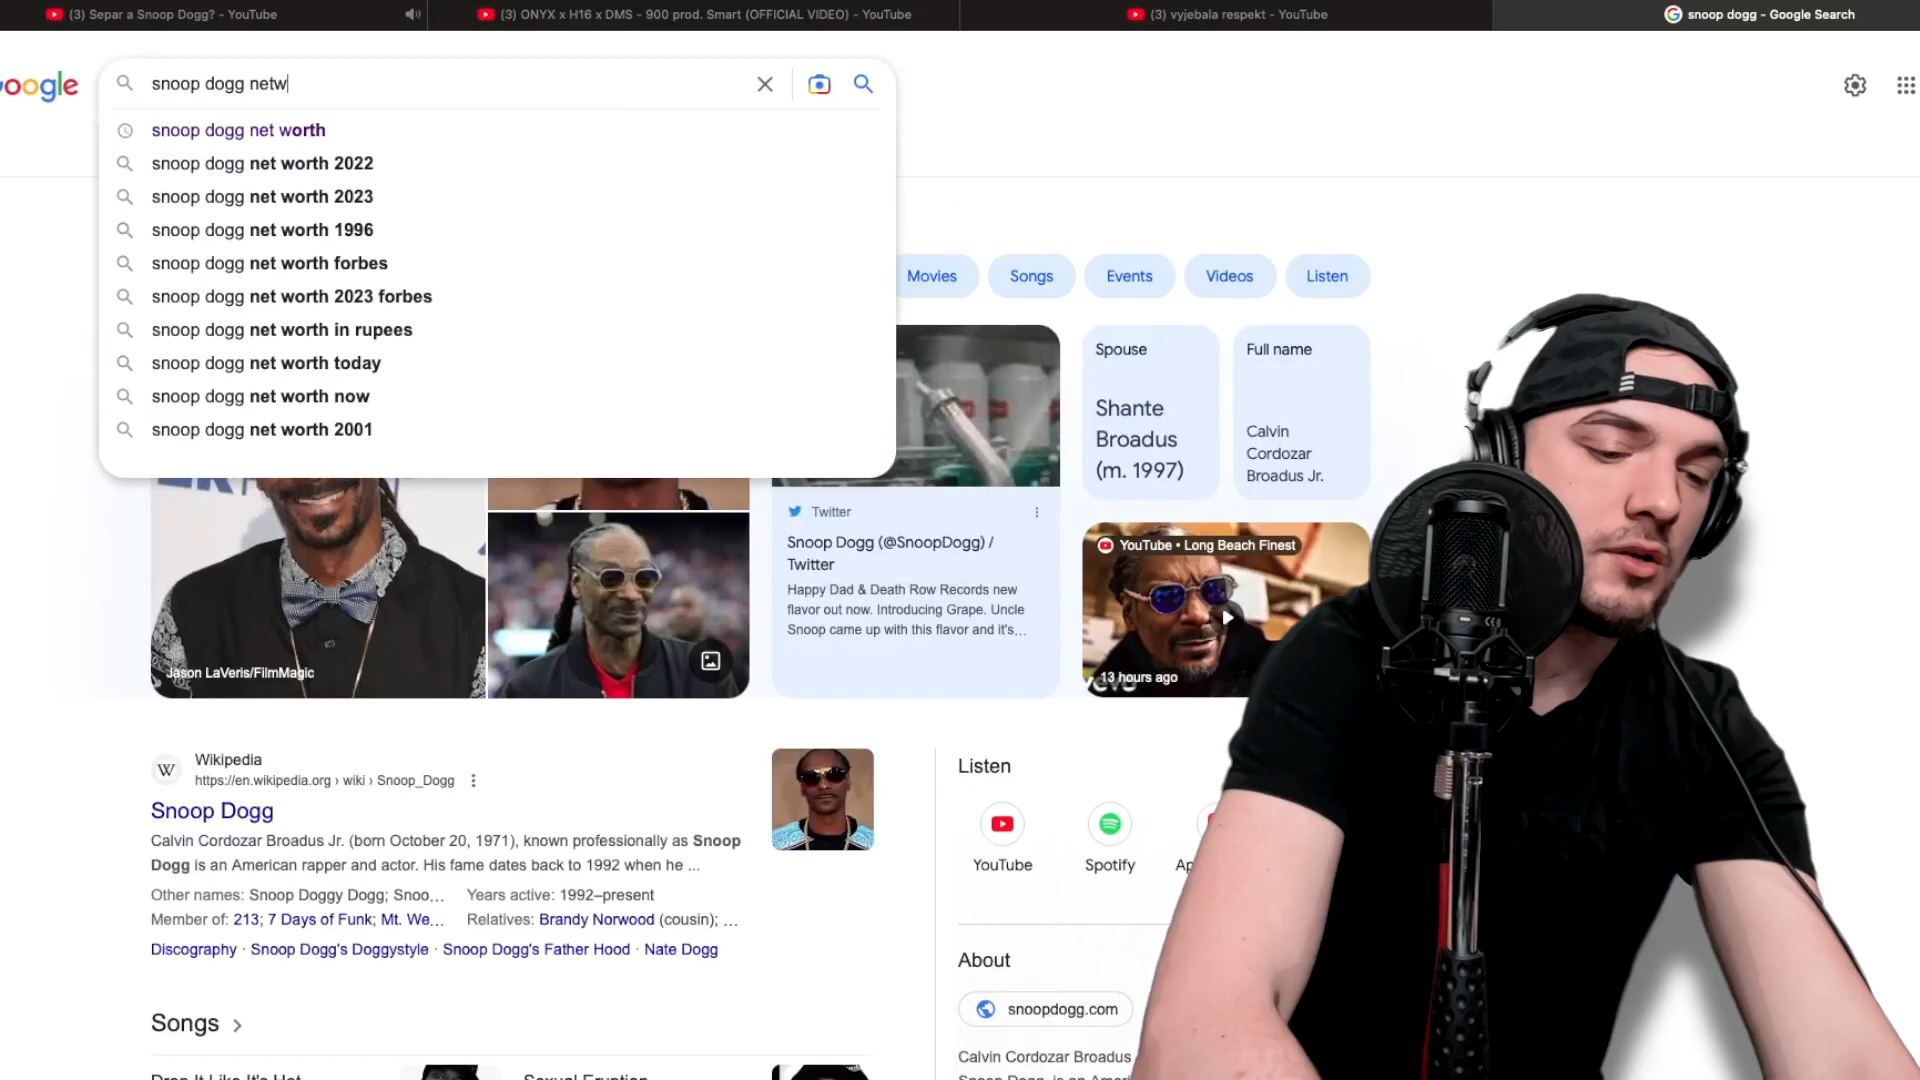 (3) Separ a Snoop Dogg? - YouTube
(3) ONYX x H16 x DMS - 900 prod. Smart (OFFICIAL VIDEO) - YouTube
(3) vyjebala respekt - YouTube
snoop dogg - Google Search
snoop dogg netw
snoop dogg net worth
snoop dogg net worth 2022
snoop dogg net worth 2023
snoop dogg net worth 1996
snoop dogg net worth forbes
snoop dogg net worth 2023 forbes
snoop dogg net worth in rupees
snoop dogg net worth today
snoop dogg net worth now
snoop dogg net worth 2001
Movies
Songs
Events
Videos
Listen
Spouse
Shante
Broadus
(m. 1997)
Full name
Calvin
Cordozar
Broadus Jr.
Jason LaVeris/FilmMagic
Twitter
Snoop Dogg (@SnoopDogg) /
Twitter
Happy Dad & Death Row Records new
flavor out now. Introducing Grape. Uncle
Snoop came up with this flavor and it's...
YouTube • Long Beach Finest
13 hours ago
Wikipedia
https://en.wikipedia.org › wiki › Snoop_Dogg
Snoop Dogg
Calvin Cordozar Broadus Jr. (born October 20, 1971), known professionally as Snoop
Dogg is an American rapper and actor. His fame dates back to 1992 when he ...
Other names: Snoop Doggy Dogg; Snoo... Years active: 1992–present
Member of: 213; 7 Days of Funk; Mt. We... Relatives: Brandy Norwood (cousin); ...
Discography · Snoop Dogg's Doggystyle · Snoop Dogg's Father Hood · Nate Dogg
Songs
Drop It Like It's Hot
Sexual Eruption
Listen
YouTube
Spotify
About
snoopdogg.com
Calvin Cordozar Broadus